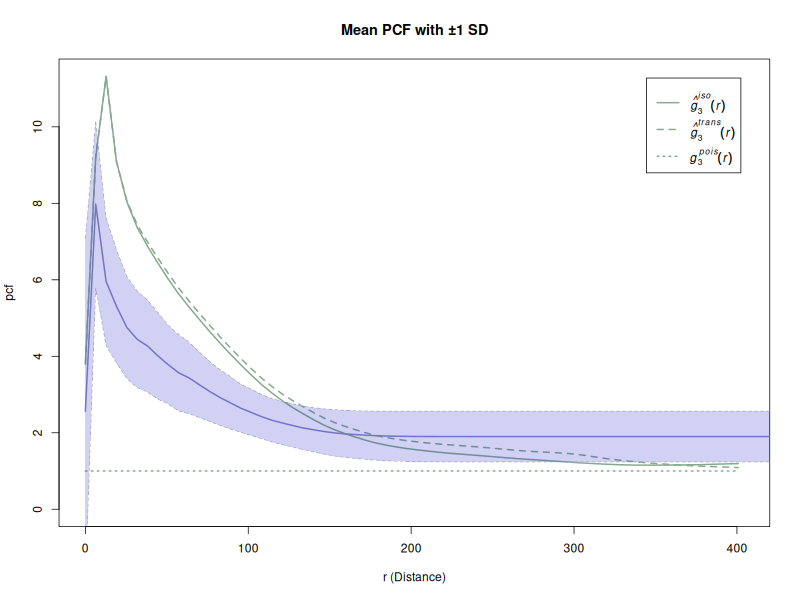 Mean PCF with ±1 SD
ĝ₃ⁱˢᵒ(r)
ĝ₃ᵗʳᵃⁿˢ(r)
g₃ᵖᵒⁱˢ(r)
pcf
10
8
6
4
2
0
0 100 200 300 400
r (Distance)